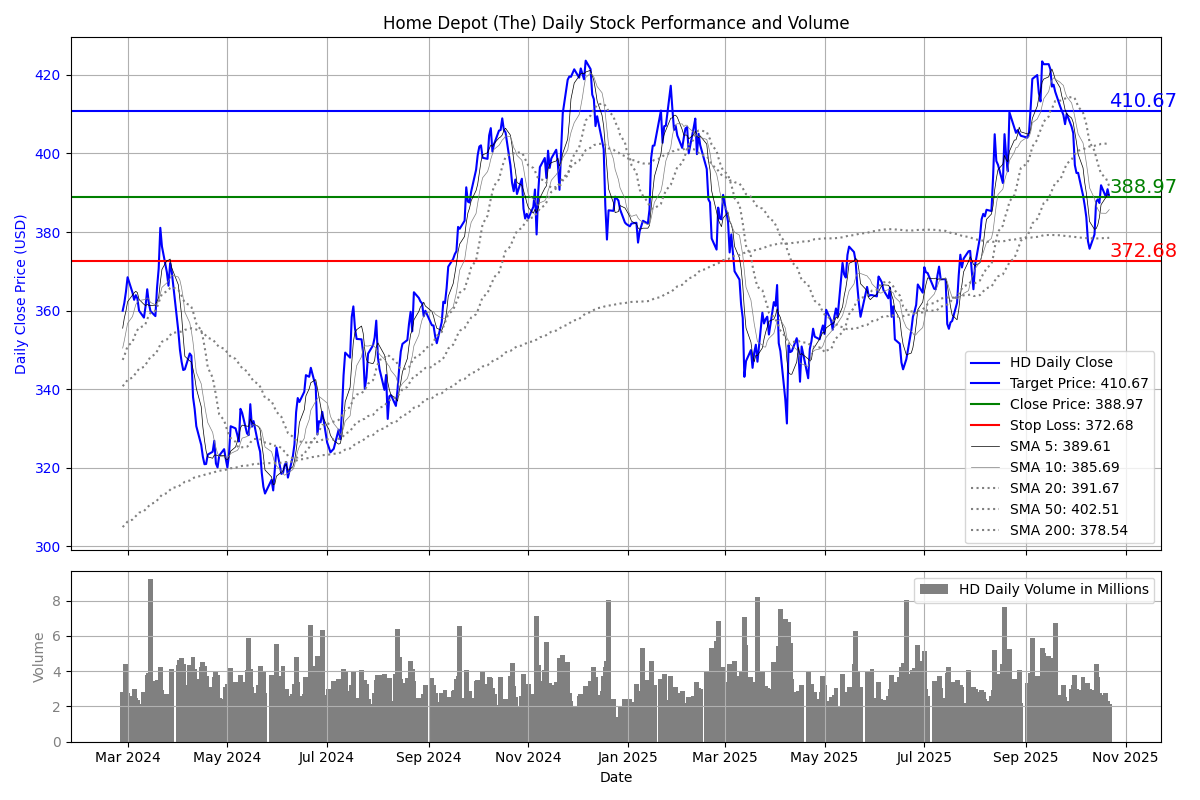 Home Depot (The) Daily Stock Performance and Volume
Daily Close Price (USD)
420
400
380
360
340
320
300
410.67
388.97
372.68
HD Daily Close
Target Price: 410.67
Close Price: 388.97
Stop Loss: 372.68
SMA 5: 389.61
SMA 10: 385.69
SMA 20: 391.67
SMA 50: 402.51
SMA 200: 378.54
Volume
8
6
4
2
0
HD Daily Volume in Millions
Mar 2024
May 2024
Jul 2024
Sep 2024
Nov 2024
Jan 2025
Mar 2025
May 2025
Jul 2025
Sep 2025
Nov 2025
Date